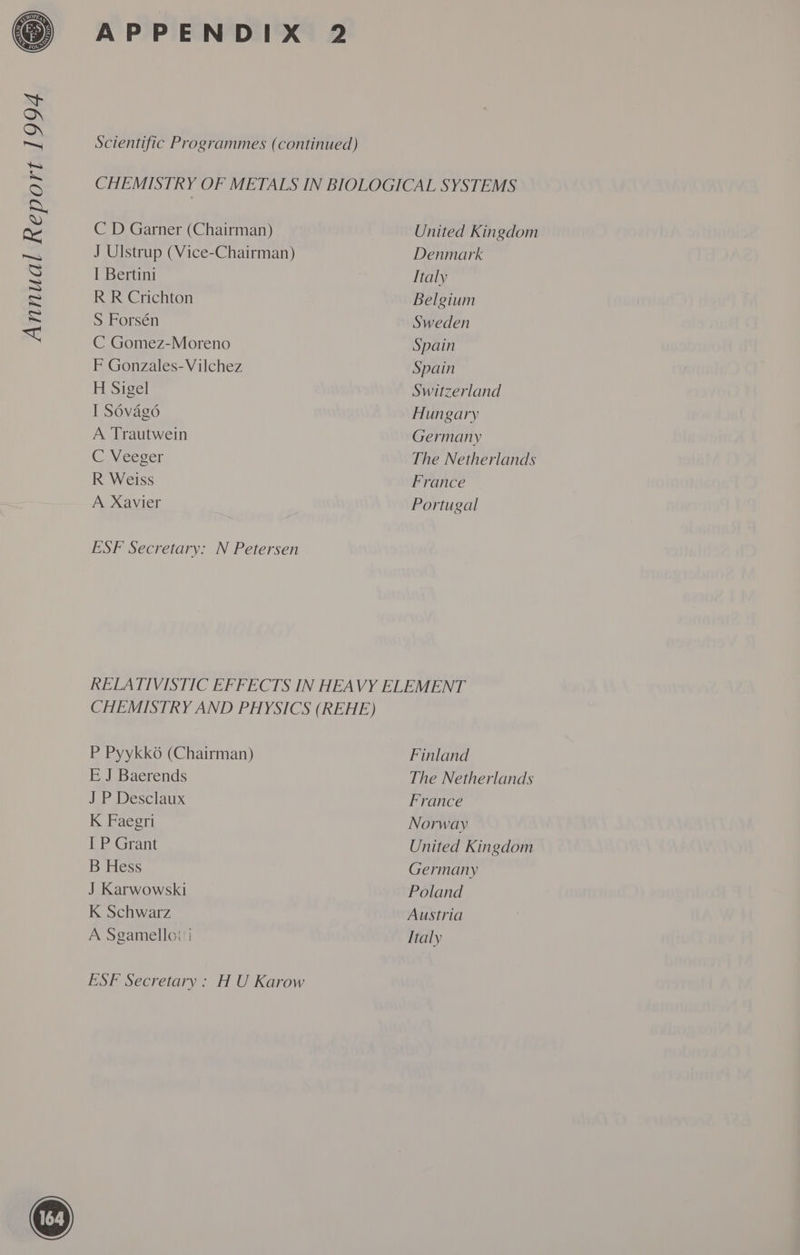 APPENDIX 2
Annual Report 1994
Scientific Programmes (continued)
CHEMISTRY OF METALS IN BIOLOGICAL SYSTEMS
C D Garner (Chairman) United Kingdom
J Ulstrup (Vice-Chairman) Denmark
I Bertini Italy
R R Crichton Belgium
S Forsén Sweden
C Gomez-Moreno Spain
F Gonzales-Vilchez Spain
H Sigel Switzerland
I Sóvágó Hungary
A Trautwein Germany
C Veeger The Netherlands
R Weiss France
A Xavier Portugal
ESF Secretary: N Petersen
RELATIVISTIC EFFECTS IN HEAVY ELEMENT
CHEMISTRY AND PHYSICS (REHE)
P Pyykkö (Chairman) Finland
E J Baerends The Netherlands
J P Desclaux France
K Faegri Norway
I P Grant United Kingdom
B Hess Germany
J Karwowski Poland
K Schwarz Austria
A Sgamellotti Italy
ESF Secretary : H U Karow
164